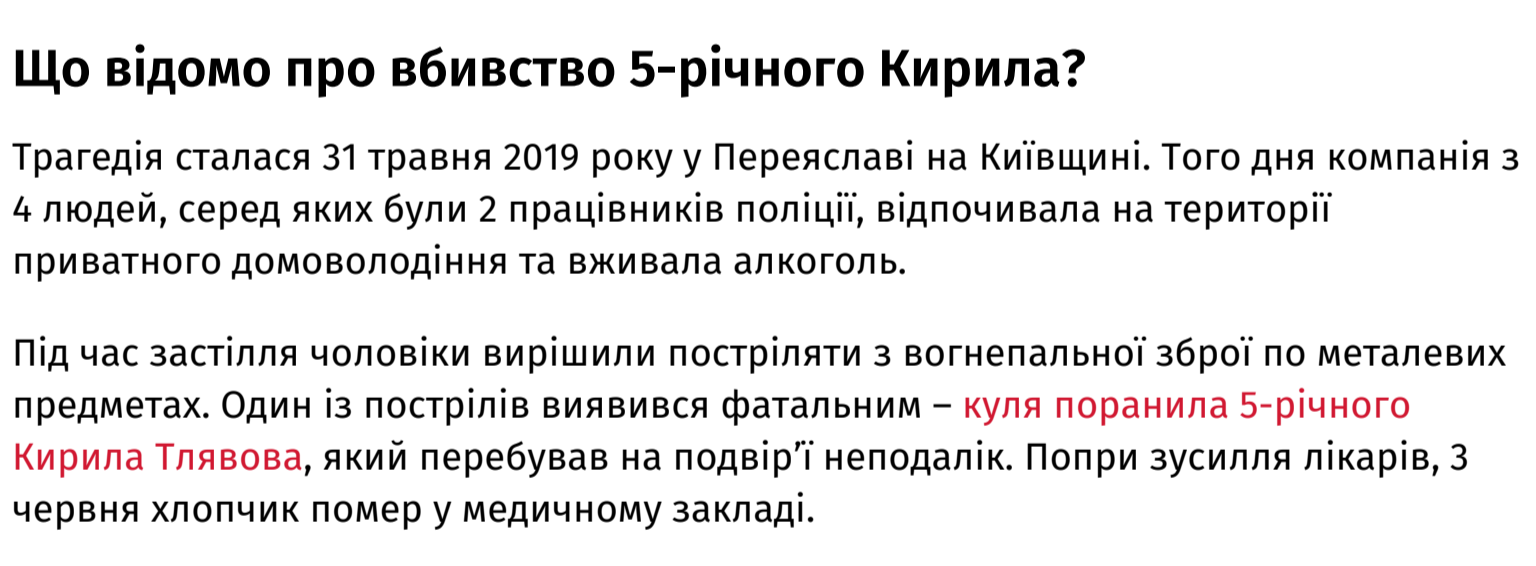 Що відомо про вбивство 5-річного Кирила?
Трагедія сталася 31 травня 2019 року у Переяславі на Київщині. Того дня компанія з
4 людей, серед яких були 2 працівників поліції, відпочивала на території
приватного домоволодіння та вживала алкоголь.
Під час застілля чоловіки вирішили постріляти з вогнепальної зброї по металевих
предметах. Один із пострілів виявився фатальним – куля поранила 5-річного
Кирила Тлявова, який перебував на подвір’ї неподалік. Попри зусилля лікарів, 3
червня хлопчик помер у медичному закладі.